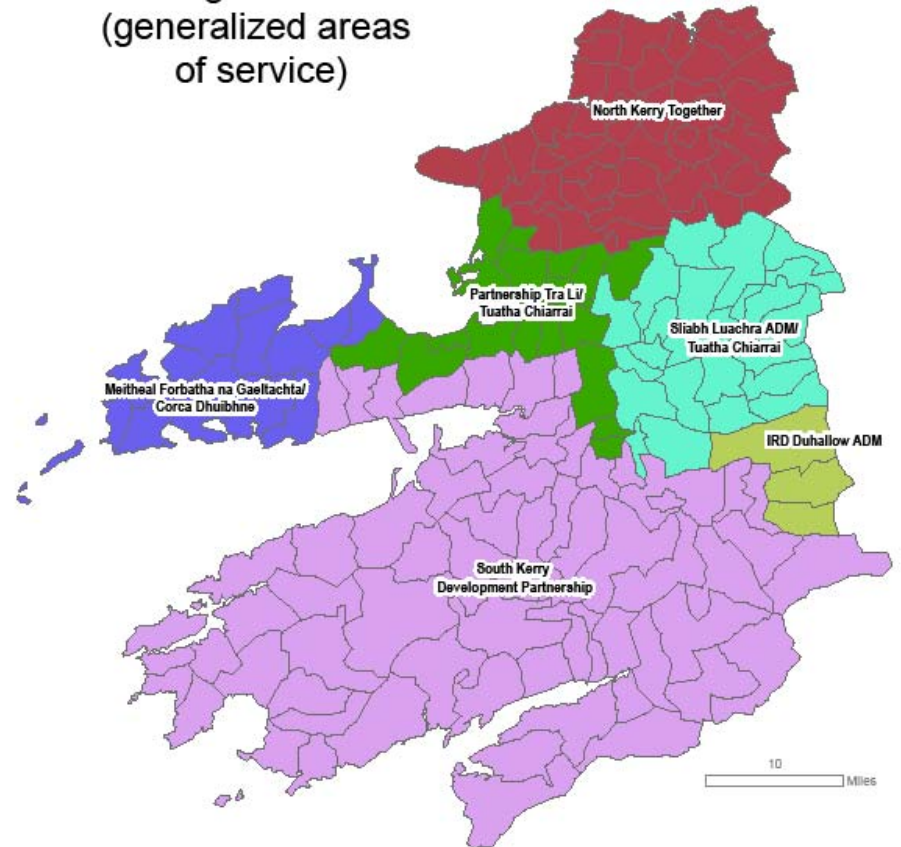 (generalized areas
of service)
North Kerry Together
Partnership Tra Li/
Tuatha Chiarrai
Sliabh Luachra ADM/
Tuatha Chiarrai
Meitheal Forbatha na Gaeltachta/
Corca Dhuibhne
IRD Duhallow ADM
South Kerry
Development Partnership
10
Miles